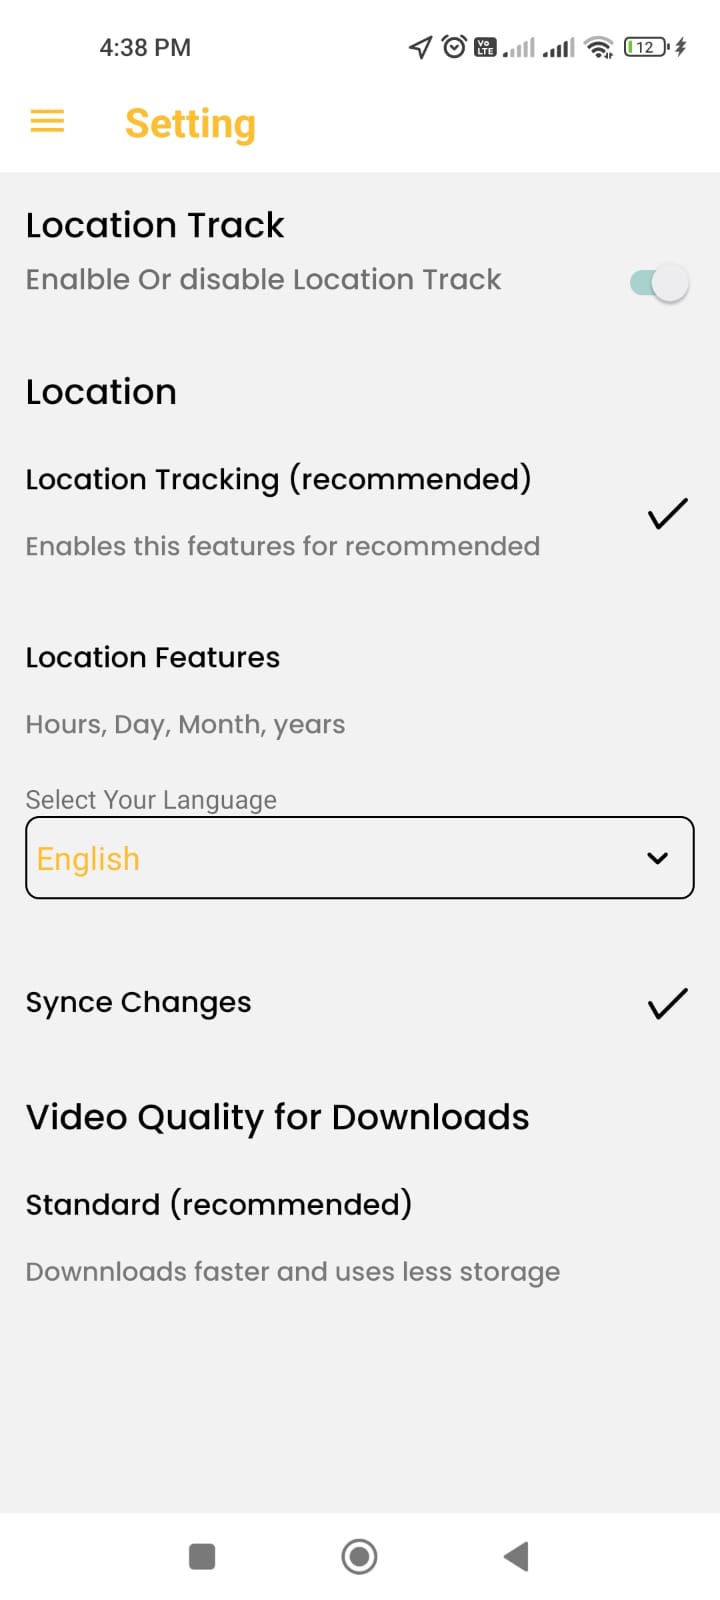 4:38 PM
Vo LTE
12
Setting
Location Track
Enalble Or disable Location Track
Location
Location Tracking (recommended)
Enables this features for recommended
Location Features
Hours, Day, Month, years
Select Your Language
English
Synce Changes
Video Quality for Downloads
Standard (recommended)
Downnloads faster and uses less storage